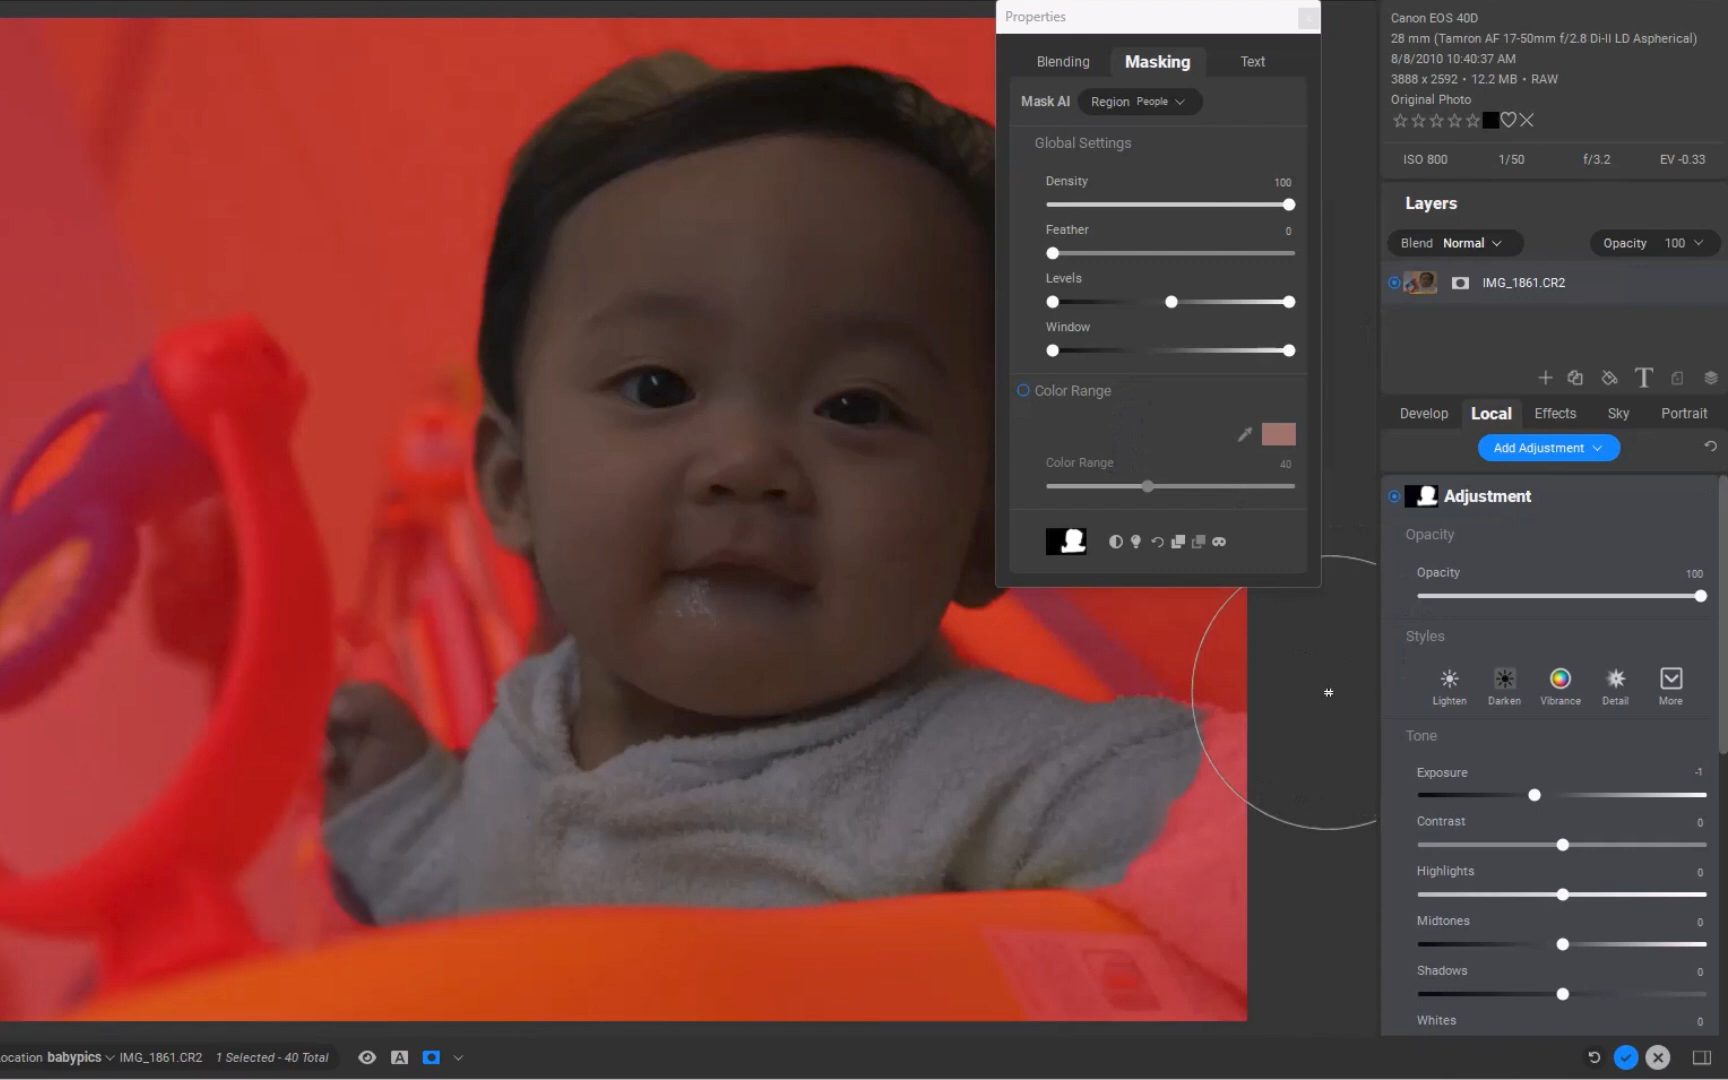 Properties
Blending Masking Text
Mask AI Region People
Global Settings
Density 100
Feather 0
Levels
Window
Color Range
Color Range 40
Canon EOS 40D
28 mm (Tamron AF 17-50mm f/2.8 Di-II LD Aspherical)
8/8/2010 10:40:37 AM
3888 x 2592 • 12.2 MB • RAW
Original Photo
ISO 800 1/50 f/3.2 EV -0.33
Layers
Blend Normal Opacity 100
IMG_1861.CR2
T
Develop Local Effects Sky Portrait
Add Adjustment
Adjustment
Opacity
Opacity 100
Styles
Lighten Darken Vibrance Detail More
Tone
Exposure -1
Contrast 0
Highlights 0
Midtones 0
Shadows 0
Whites 0
ocation babypics IMG_1861.CR2 1 Selected - 40 Total A